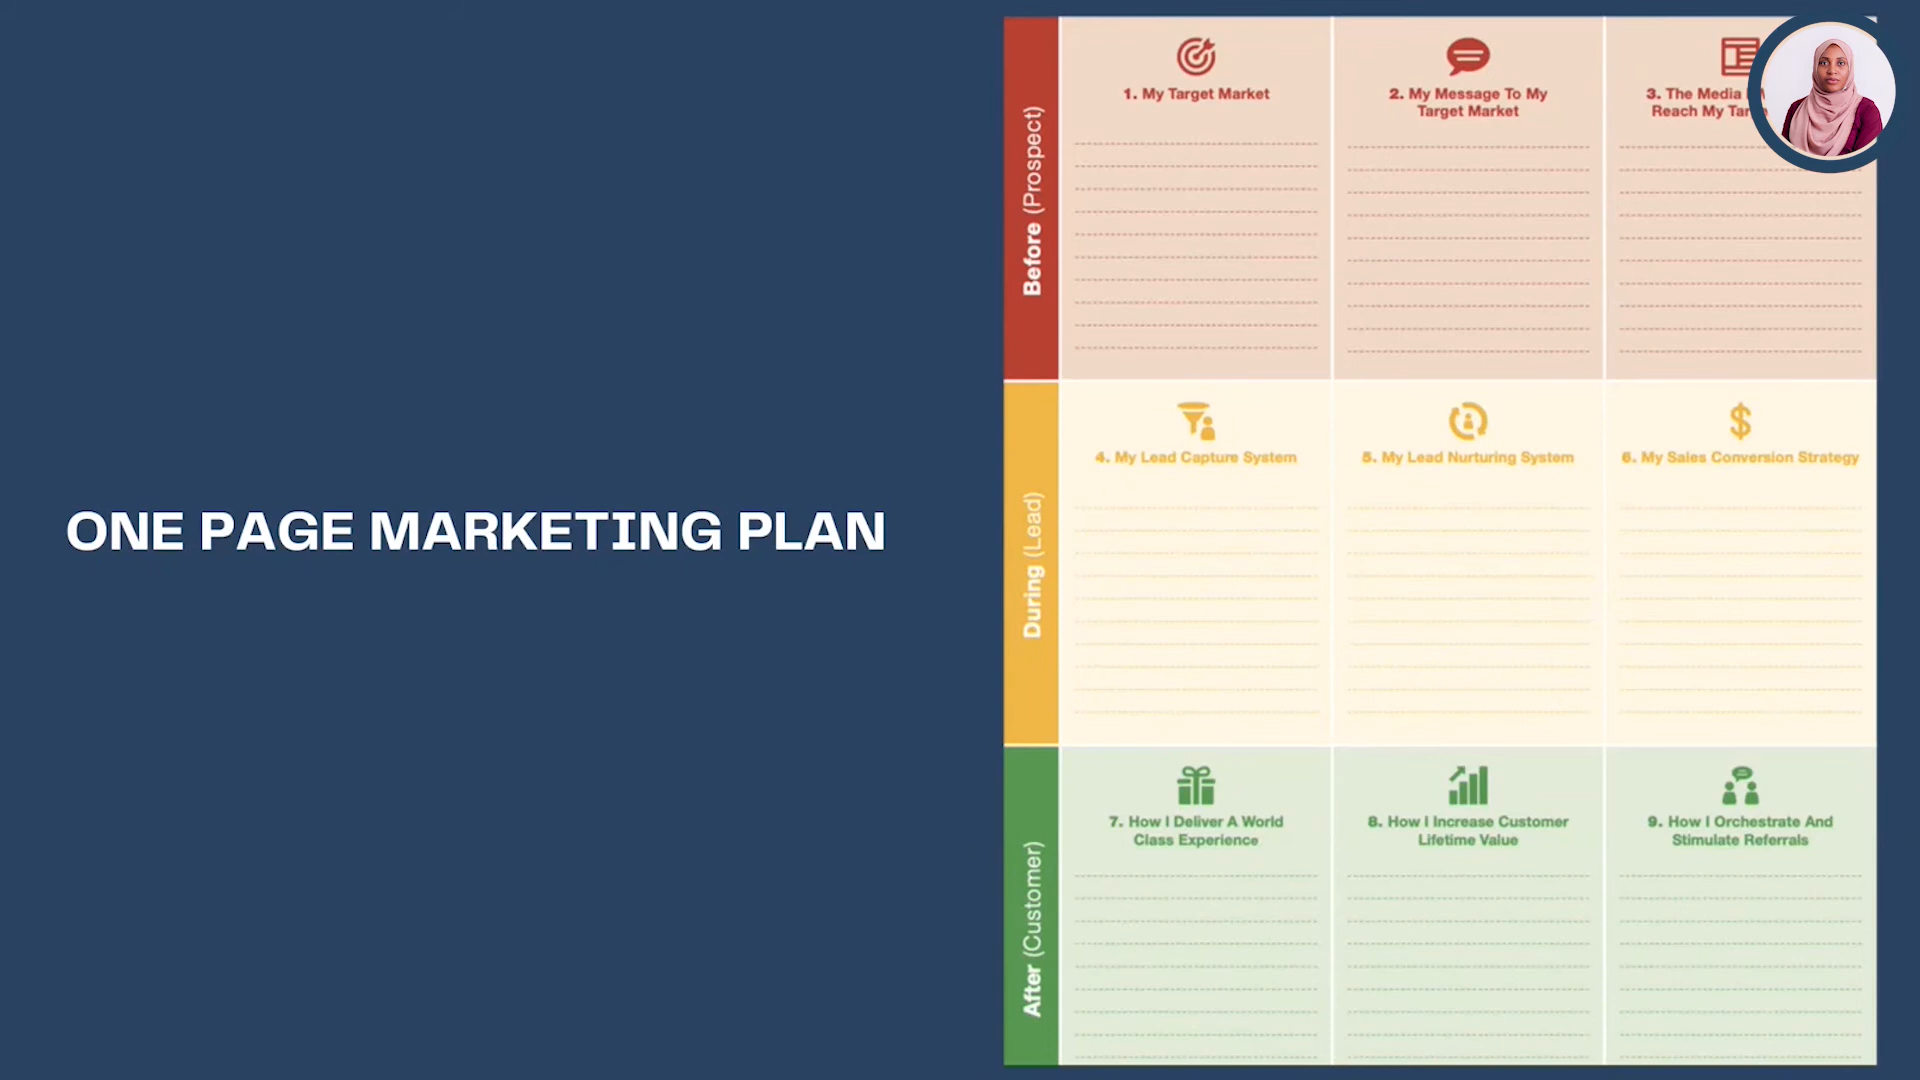 ONE PAGE MARKETING PLAN
Before (Prospect)
1. My Target Market
2. My Message To My
Target Market
3. The Media
Reach My
During (Lead)
4. My Lead Capture System
5. My Lead Nurturing System
6. My Sales Conversion Strategy
After (Customer)
7. How I Deliver A World
Class Experience
8. How I Increase Customer
Lifetime Value
9. How I Orchestrate And
Stimulate Referrals